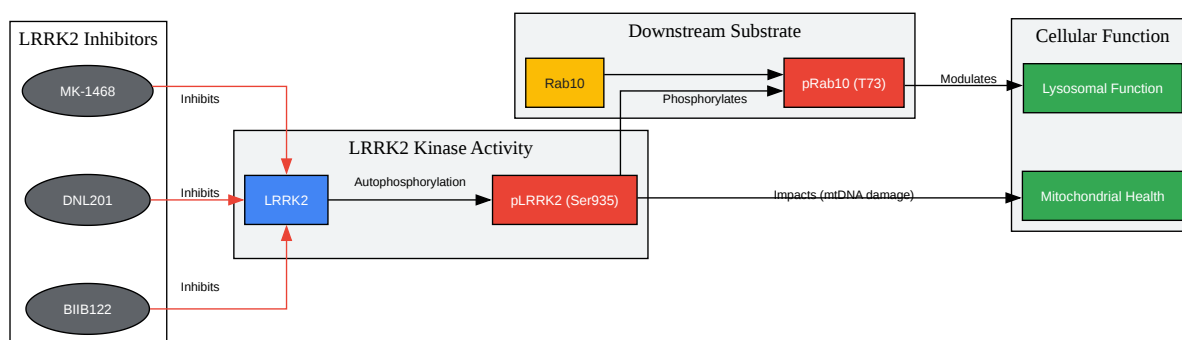 LRRK2 Inhibitors
MK-1468
DNL201
BIIB122
Inhibits
Inhibits
Inhibits
LRRK2 Kinase Activity
LRRK2
Autophosphorylation
pLRRK2 (Ser935)
Downstream Substrate
Rab10
Phosphorylates
pRab10 (T73)
Modulates
Impacts (mtDNA damage)
Cellular Function
Lysosomal Function
Mitochondrial Health